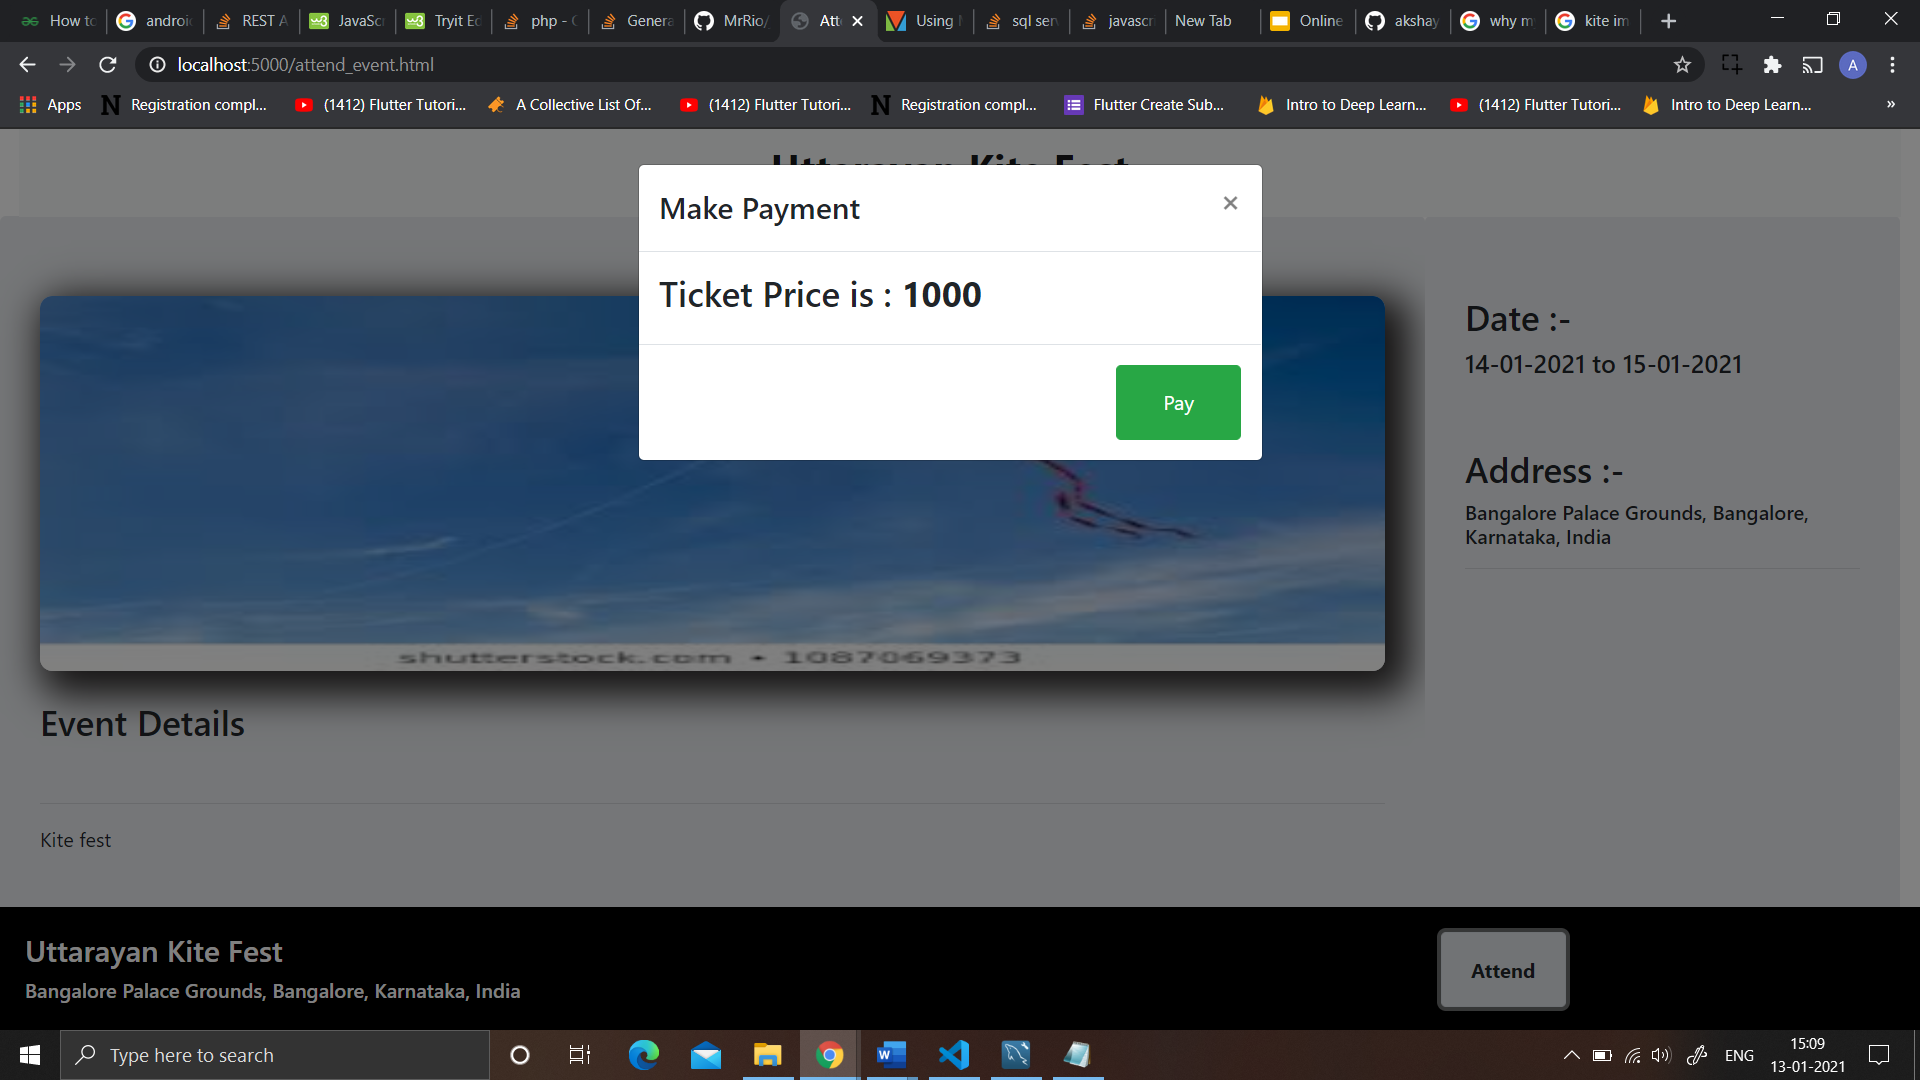 How to
android
REST A
JavaScr
Tryit Ed
php - C
Genera
MrRio/
Att
Using
sql serv
javascri
New Tab
Online
akshay
why my
kite im
localhost:5000/attend_event.html
A
Apps
Registration compl...
(1412) Flutter Tutori...
A Collective List Of...
(1412) Flutter Tutori...
Registration compl...
Flutter Create Sub...
Intro to Deep Learn...
(1412) Flutter Tutori...
Intro to Deep Learn...
»
Uttarayan Kite Fest
Make Payment
×
Ticket Price is : 1000
Pay
shutterstock.com • 1087069373
Date :-
14-01-2021 to 15-01-2021
Address :-
Bangalore Palace Grounds, Bangalore,
Karnataka, India
Event Details
Kite fest
Uttarayan Kite Fest
Bangalore Palace Grounds, Bangalore, Karnataka, India
Attend
Type here to search
ENG
15:09
13-01-2021